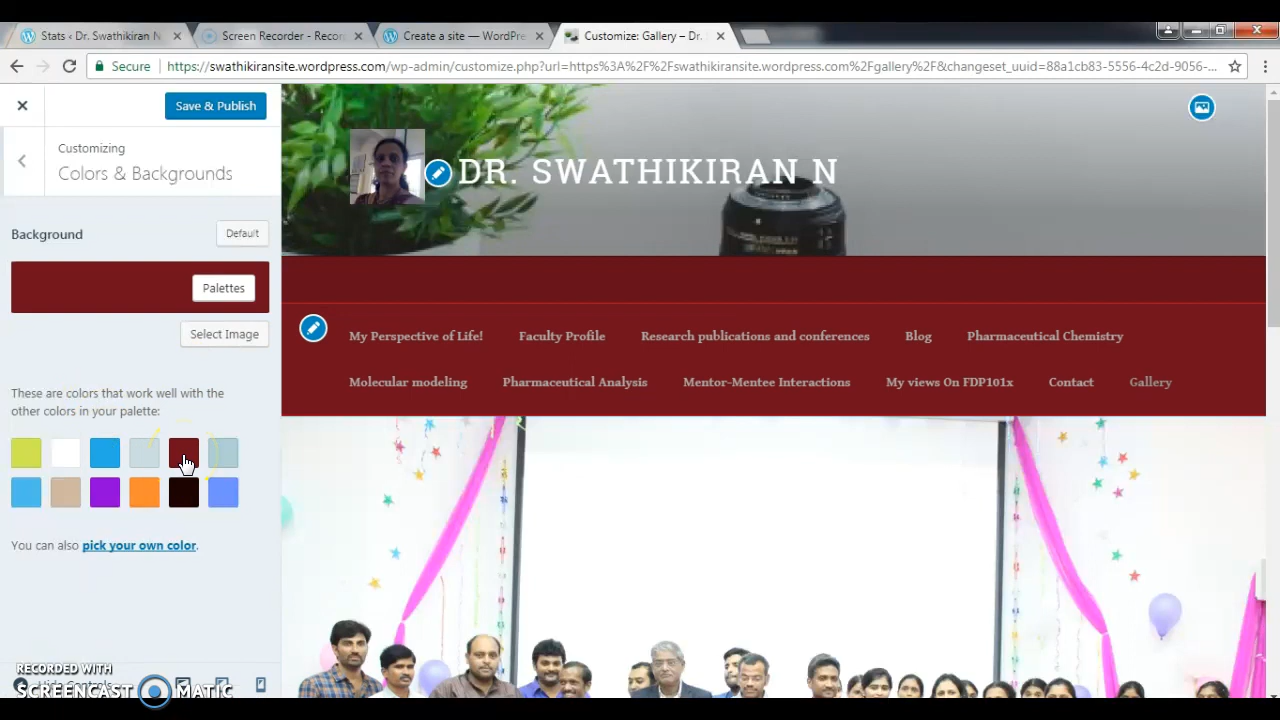 Stats ‹ Dr. Swathikiran N
Screen Recorder - Recor
Create a site — WordPre
Customize: Gallery – Dr.
Secure
https://swathikiransite.wordpress.com/wp-admin/customize.php?url=https%3A%2F%2Fswathikiransite.wordpress.com%2Fgallery%2F&changeset_uuid=88a1cb83-5556-4c2d-9056-...
Save & Publish
Customizing
Colors & Backgrounds
DR. SWATHIKIRAN N
Background
Default
Palettes
Select Image
My Perspective of Life!
Faculty Profile
Research publications and conferences
Blog
Pharmaceutical Chemistry
Molecular modeling
Pharmaceutical Analysis
Mentor-Mentee Interactions
My views On FDP101x
Contact
Gallery
These are colors that work well with the
other colors in your palette:
You can also pick your own color.
RECORDED WITH
SCREENCAST MATIC